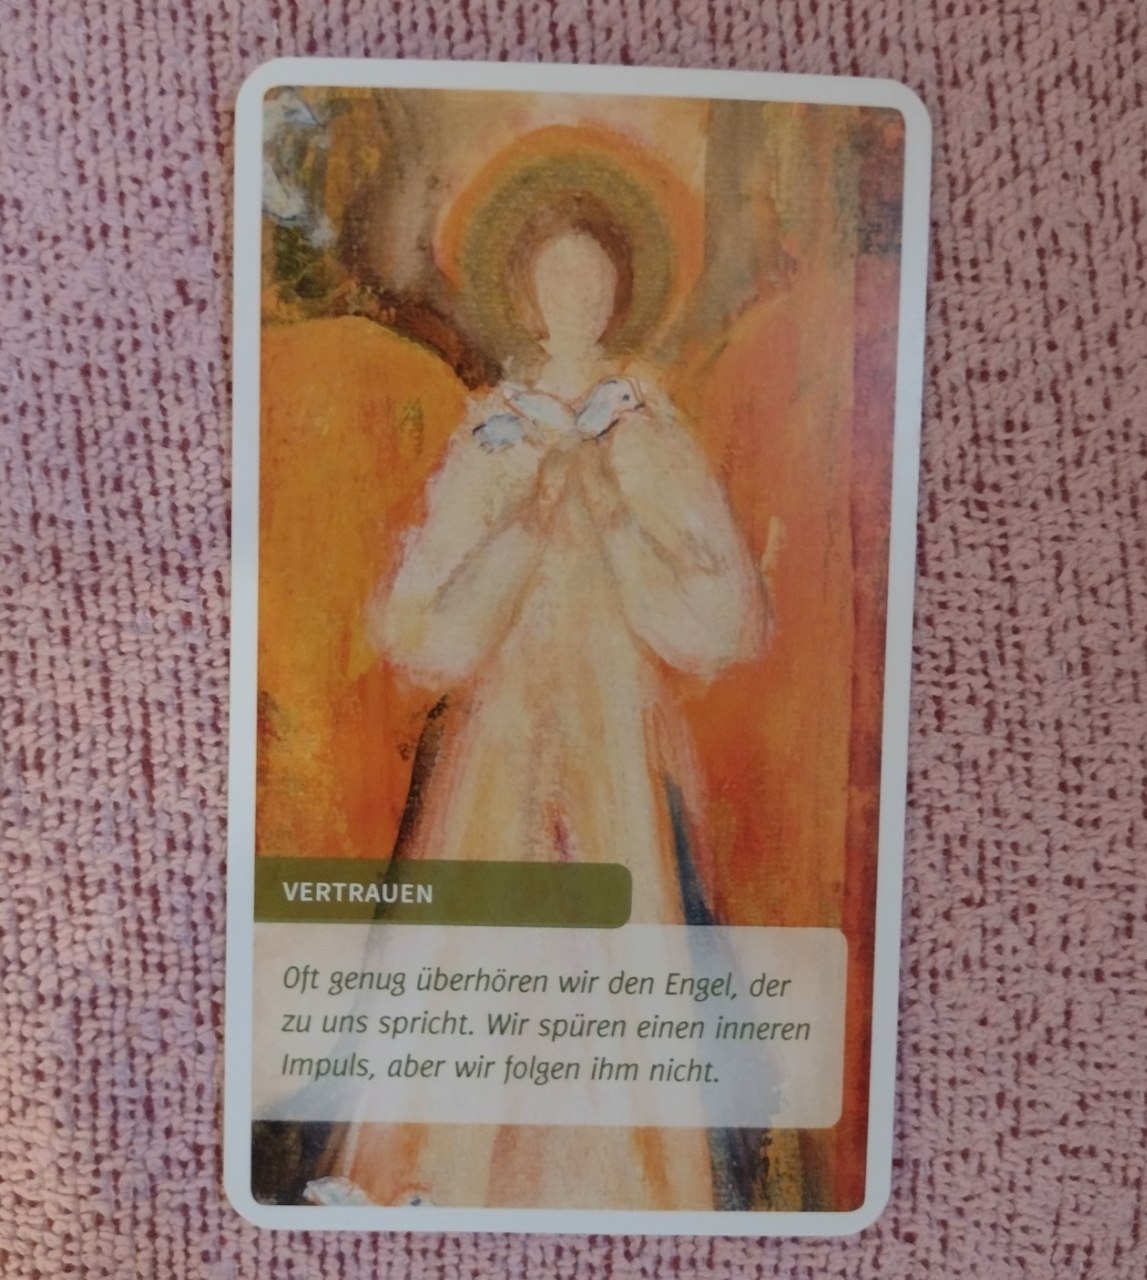 VERTRAUEN
Oft genug überhören wir den Engel, der
zu uns spricht. Wir spüren einen inneren
Impuls, aber wir folgen ihm nicht.